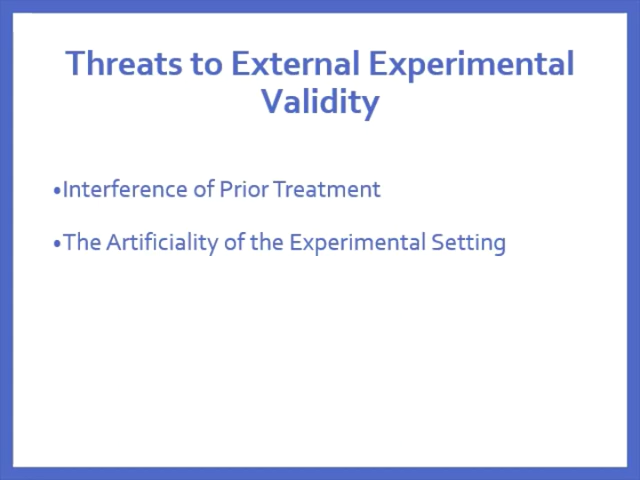 Threats to External Experimental
Validity
•Interference of Prior Treatment
•The Artificiality of the Experimental Setting